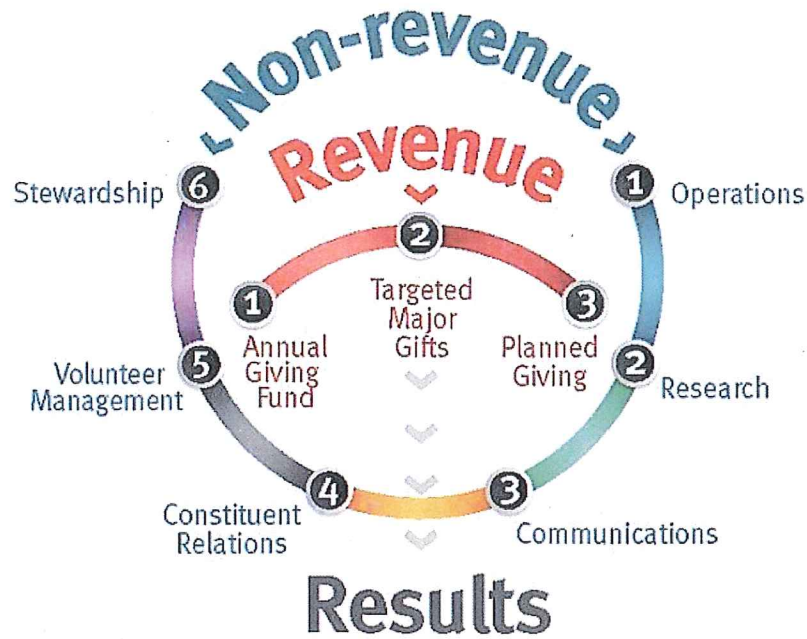 Non-revenue
Revenue
6
Stewardship
1
Operations
2
Targeted
Major
Gifts
1
Annual
Giving
Fund
3
Planned
Giving
5
Volunteer
Management
2
Research
4
Constituent
Relations
3
Communications
Results